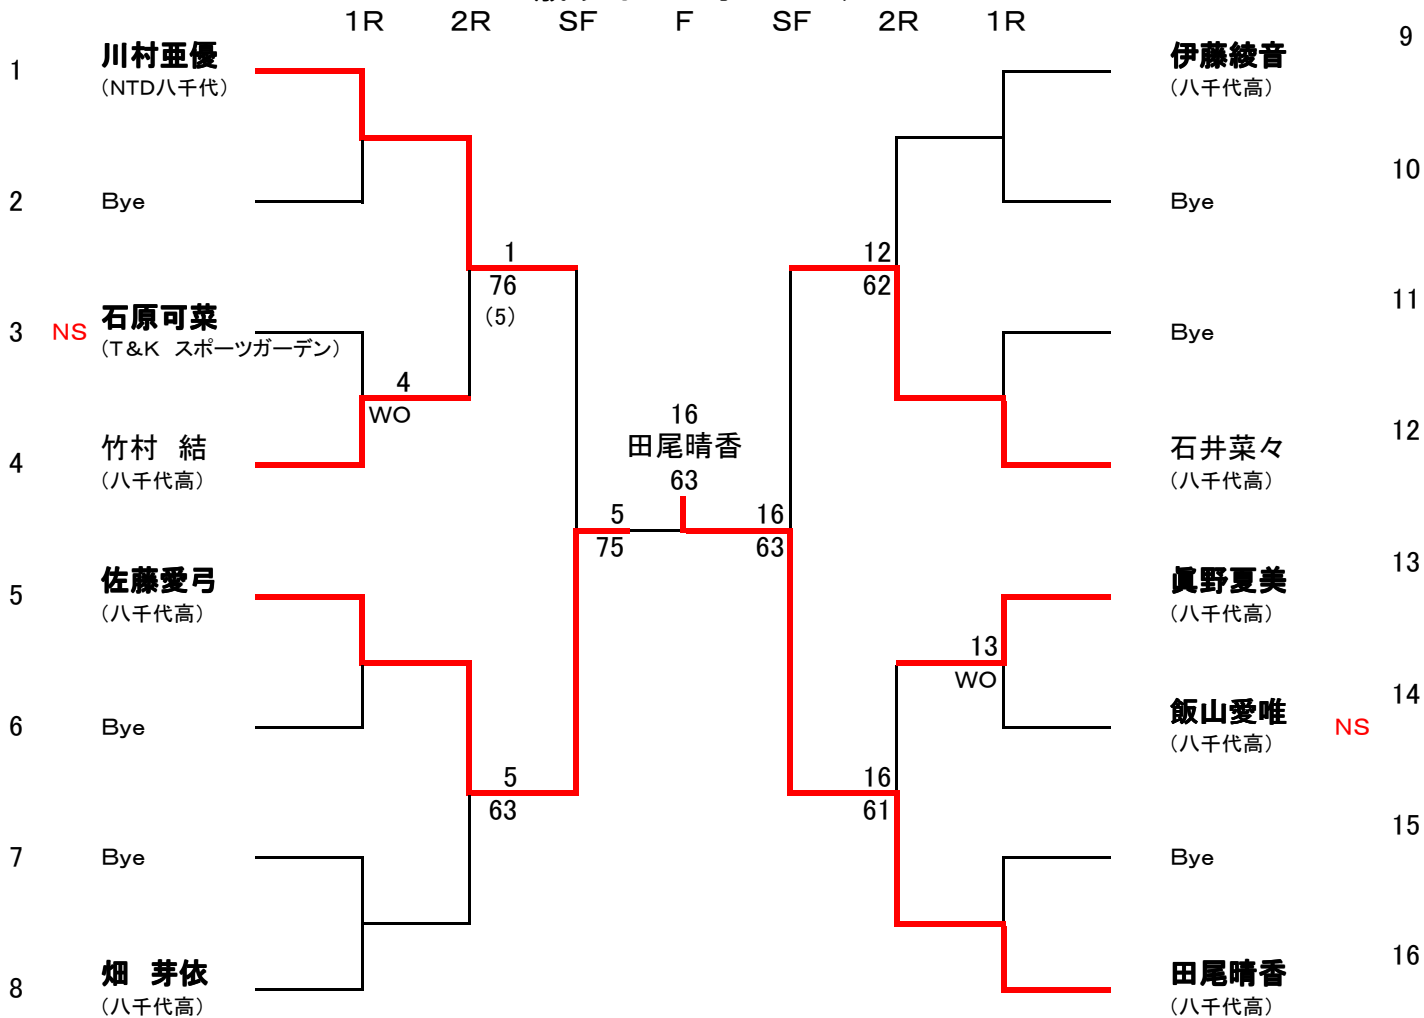 1R 2R SF F SF 2R 1R
1 川村亜優
(NTD八千代)
2 Bye
3 NS 石原可菜
(T&K スポーツガーデン)
4 竹村 結
(八千代高)
5 佐藤愛弓
(八千代高)
6 Bye
7 Bye
8 畑 芽依
(八千代高)
4
WO
1
76
(5)
5
63
5
75
16
田尾晴香
63
16
63
12
62
16
61
13
WO
伊藤綾音 9
(八千代高)
Bye 10
Bye 11
石井菜々 12
(八千代高)
眞野夏美 13
(八千代高)
飯山愛唯 NS 14
(八千代高)
Bye 15
田尾晴香 16
(八千代高)